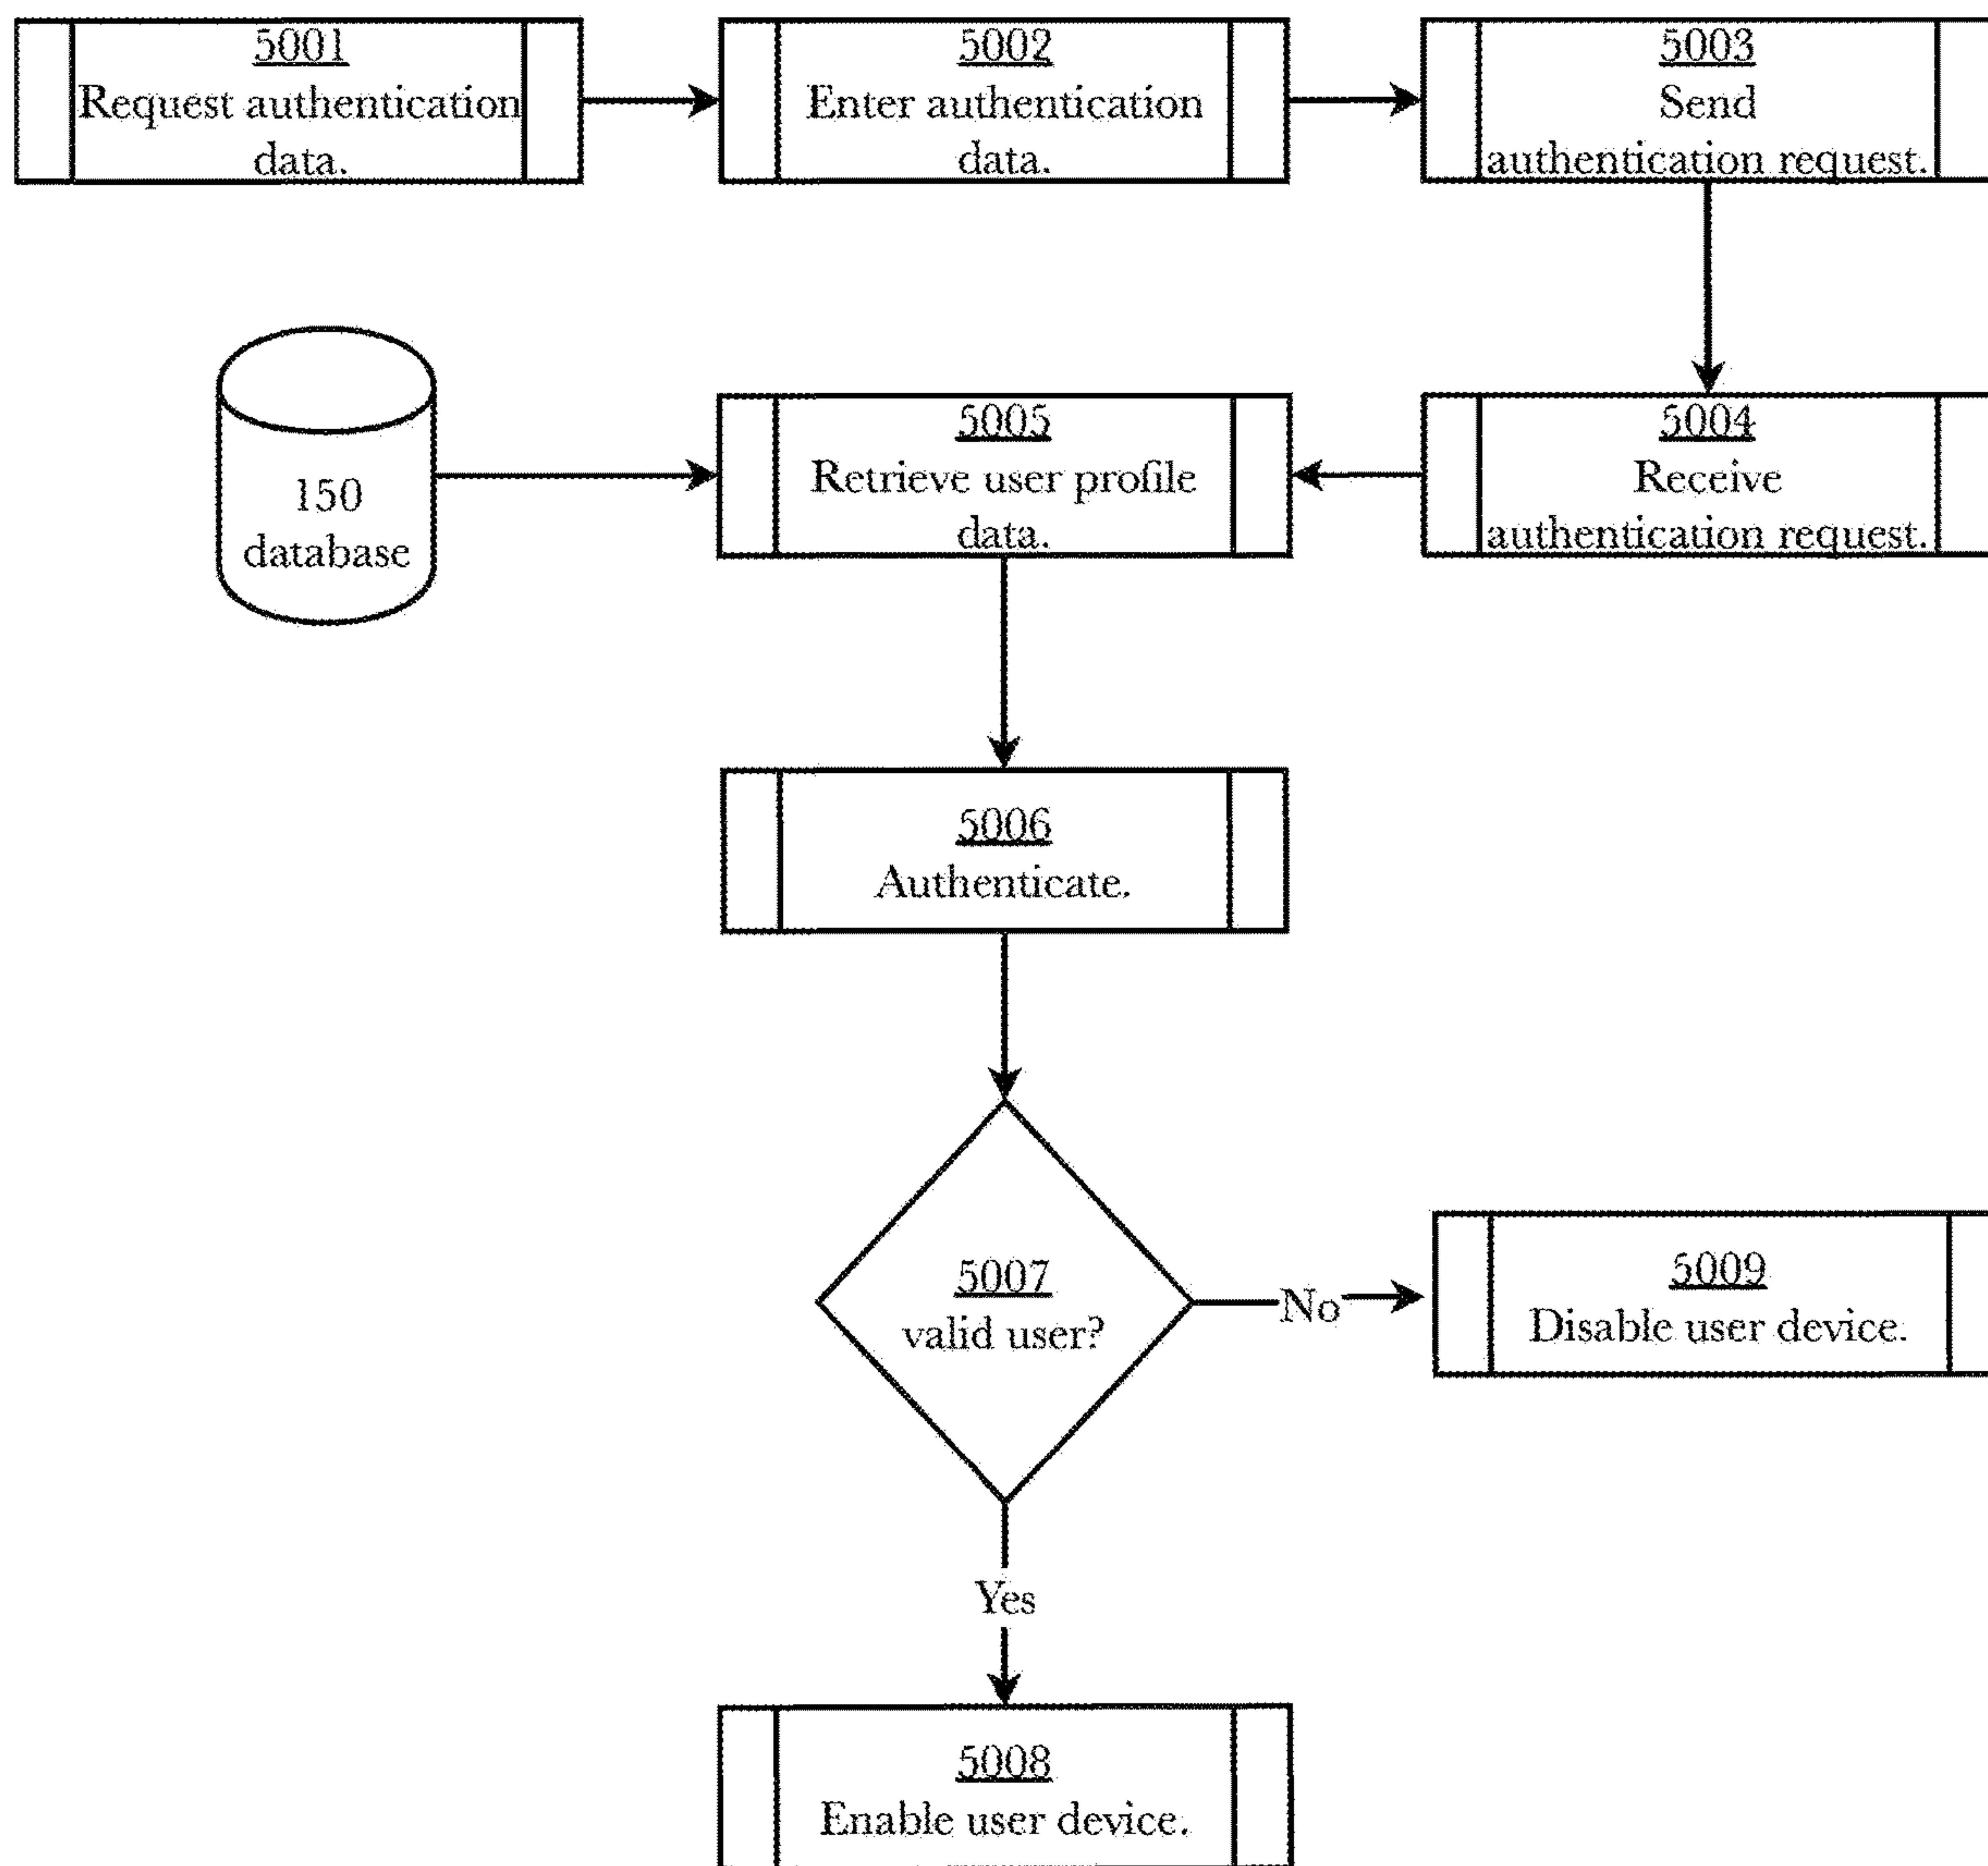 5001
Request authentication
data.
5002
Enter authentication
data.
5003
Send
authentication request.
150
database
5005
Retrieve user profile
data.
5004
Receive
authentication request.
5006
Authenticate.
5007
valid user?
No
5009
Disable user device.
Yes
5008
Enable user device.